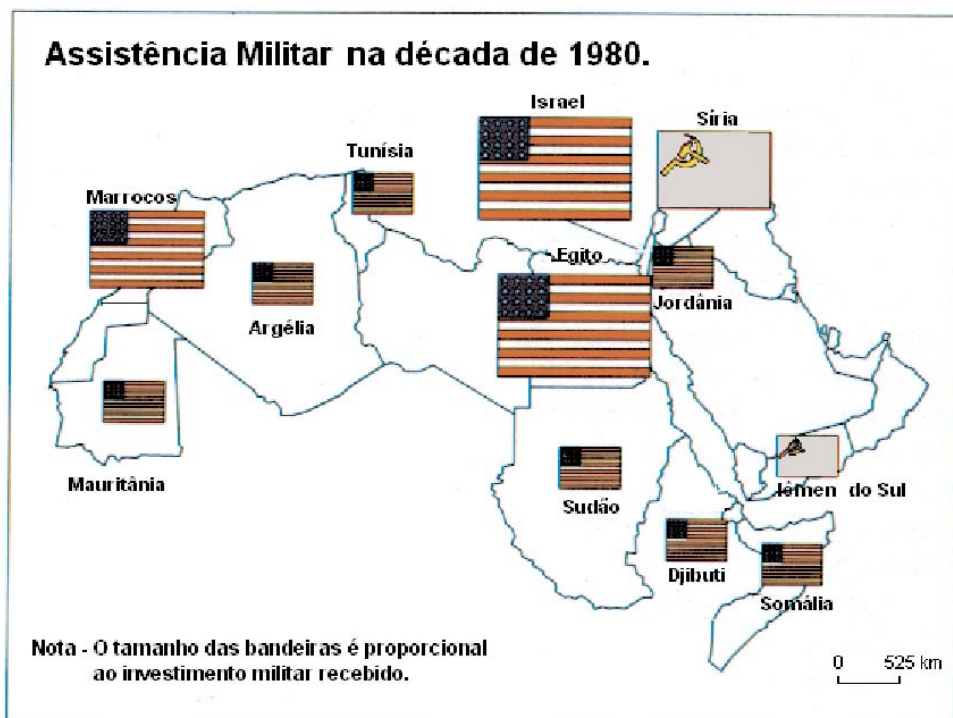 Assistência Militar na década de 1980.
Israel
Síria
Tunísia
Marrocos
Egito
Jordânia
Argélia
Mauritânia
Sudão
Iêmen do Sul
Djibuti
Somália
Nota - O tamanho das bandeiras é proporcional
ao investimento militar recebido.
0 525 km